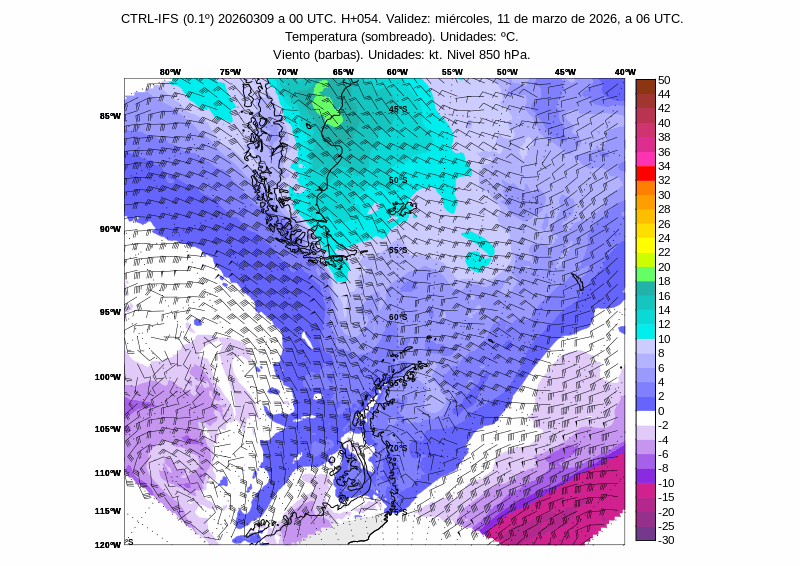 CTRL-IFS (0.1º) 20260309 a 00 UTC. H+054. Validez: miércoles, 11 de marzo de 2026, a 06 UTC.
Temperatura (sombreado). Unidades: ºC.
Viento (barbas). Unidades: kt. Nivel 850 hPa.
80°W 75°W 70°W 65°W 60°W 55°W 50°W 45°W 40°W
85°W
90°W
95°W
100°W
105°W
110°W
115°W
120°W
45°S
50°S
55°S
60°S
65°S
70°S
75°S
°S
50
44
42
40
38
36
34
32
30
28
26
24
22
20
18
16
14
12
10
8
6
4
2
0
-2
-4
-6
-8
-10
-15
-20
-25
-30